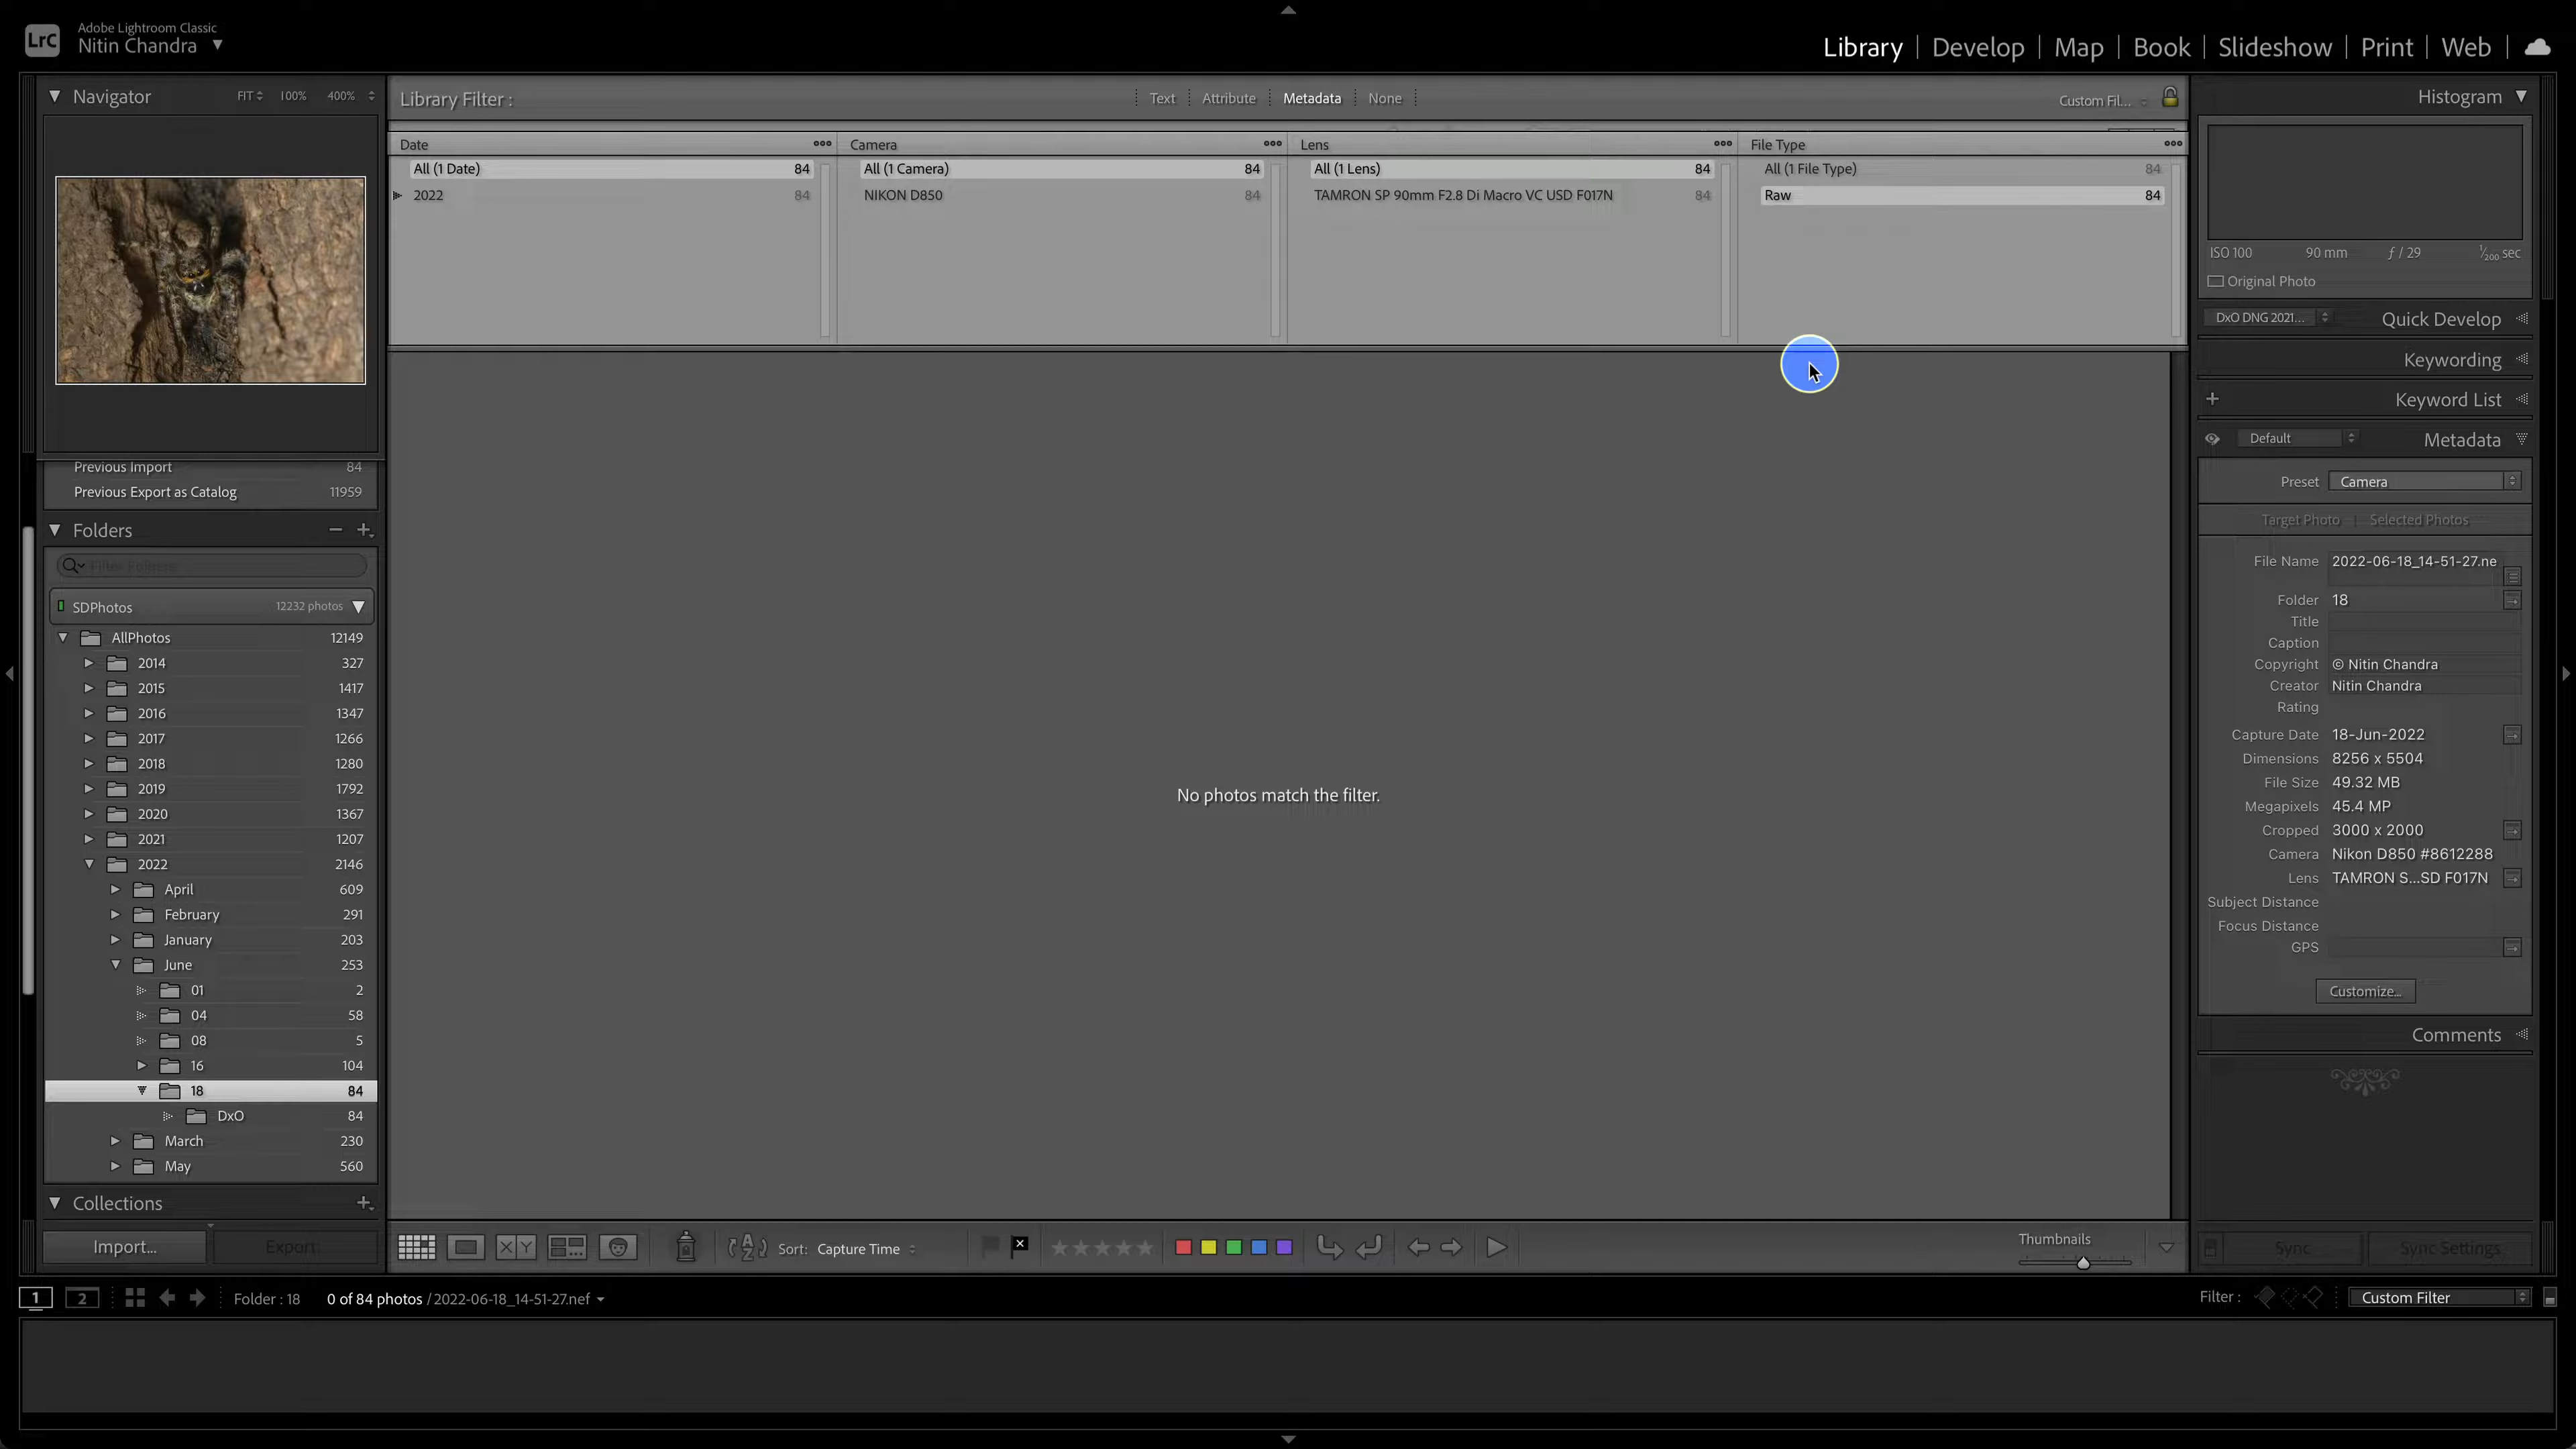 LrC
Adobe Lightroom Classic
Nitin Chandra
Library
Develop
Map
Book
Slideshow
Print
Web
Navigator
FIT
100%
400%
Previous Import 84
Previous Export as Catalog 11959
Folders
Filter Folders
SDPhotos 12232 photos
AllPhotos 12149
2014 327
2015 1417
2016 1347
2017 1266
2018 1280
2019 1792
2020 1367
2021 1207
2022 2146
April 609
February 291
January 203
June 253
01 2
04 58
08 5
16 104
18 84
DxO 84
March 230
May 560
Collections
Import...
Export
Library Filter :
Text
Attribute
Metadata
None
Custom Fil...
Date
All (1 Date) 84
2022 84
Camera
All (1 Camera) 84
NIKON D850 84
Lens
All (1 Lens) 84
TAMRON SP 90mm F2.8 Di Macro VC USD F017N 84
File Type
All (1 File Type) 84
Raw 84
No photos match the filter.
X Y
AZ
Sort: Capture Time
Thumbnails
Histogram
ISO 100 90 mm ƒ / 29 1/200 sec
Original Photo
DxO DNG 2021...
Quick Develop
Keywording
Keyword List
Default
Metadata
Preset Camera
Target Photo Selected Photos
File Name 2022-06-18_14-51-27.ne
Folder 18
Title
Caption
Copyright © Nitin Chandra
Creator Nitin Chandra
Rating
Capture Date 18-Jun-2022
Dimensions 8256 x 5504
File Size 49.32 MB
Megapixels 45.4 MP
Cropped 3000 x 2000
Camera Nikon D850 #8612288
Lens TAMRON S...SD F017N
Subject Distance
Focus Distance
GPS
Customize...
Comments
Sync
Sync Settings
1
2
Folder : 18
0 of 84 photos / 2022-06-18_14-51-27.nef
Filter :
Custom Filter